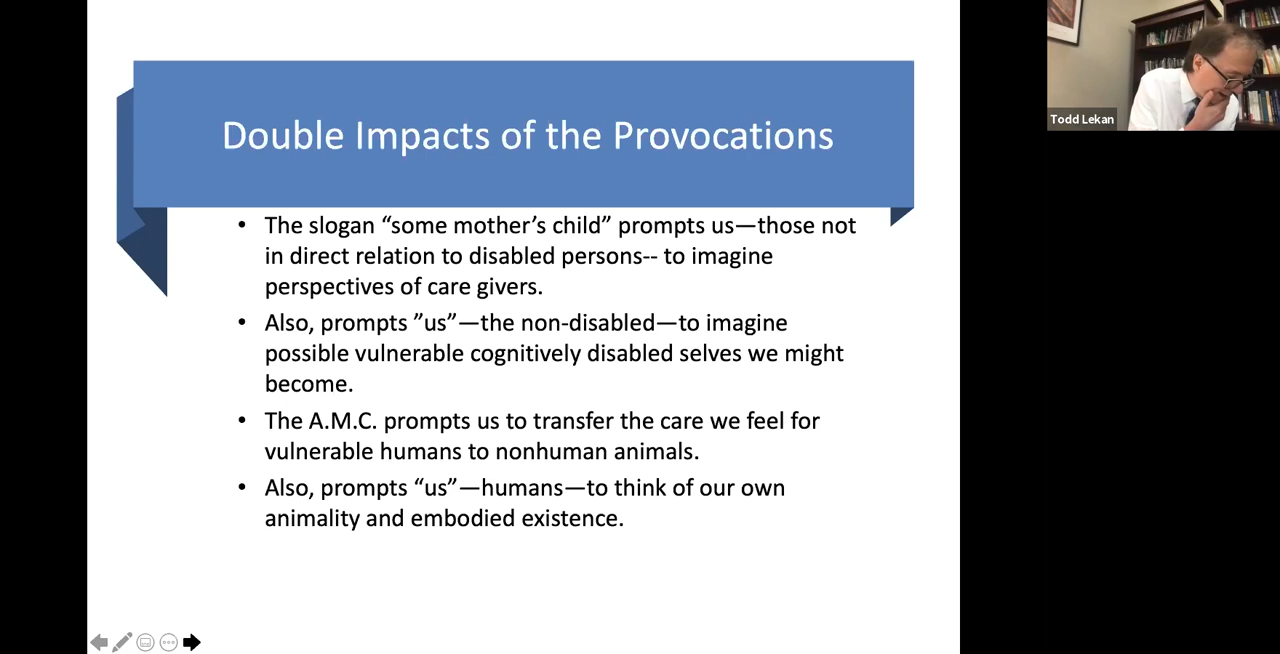 Double Impacts of the Provocations
• The slogan “some mother’s child” prompts us—those not
in direct relation to disabled persons-- to imagine
perspectives of care givers.
• Also, prompts ”us”—the non-disabled—to imagine
possible vulnerable cognitively disabled selves we might
become.
• The A.M.C. prompts us to transfer the care we feel for
vulnerable humans to nonhuman animals.
• Also, prompts “us”—humans—to think of our own
animality and embodied existence.
Todd Lekan